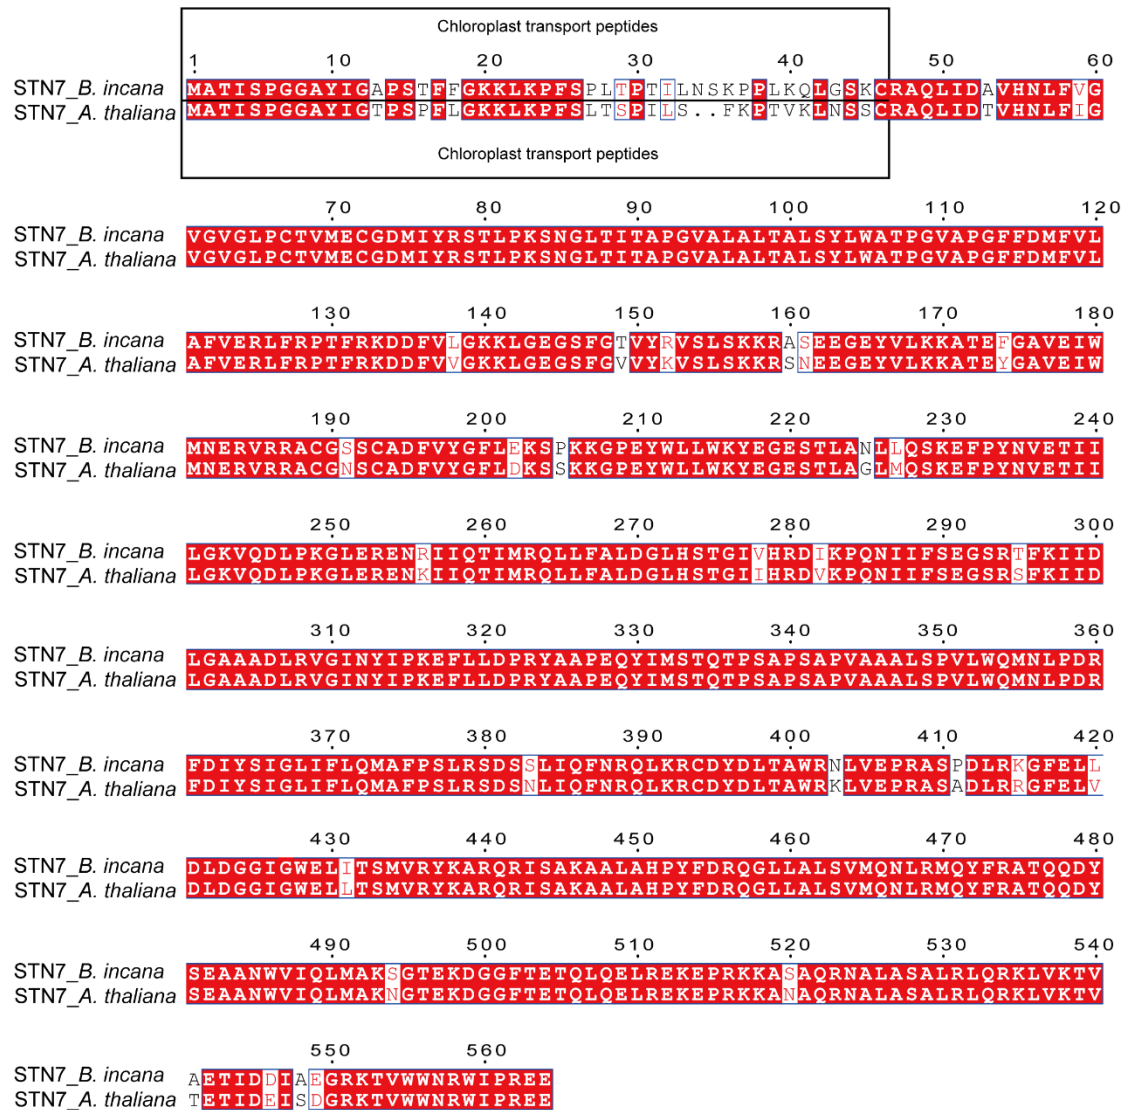 Chloroplast transport peptides
1 10 20 30 40 50 60
STN7_B. incana MATISPGGAYIGAPSTFFGKKLKPFSPLTPTILNSKPPLKQLGSKCRAQLIDAVHNLFVG
STN7_A. thaliana MATISPGGAYIGTPSPFLGKKLKPFSLTSPILS..FKPTVKLNSSCRAQLIDTVHNLFIG
Chloroplast transport peptides
70 80 90 100 110 120
STN7_B. incana VGVGLPCTVMECGDMIYRSTLPKSNGLTITAPGVALALTALSYLWATPGVAPGFFDMFVL
STN7_A. thaliana VGVGLPCTVMECGDMIYRSTLPKSNGLTITAPGVALALTALSYLWATPGVAPGFFDMFVL
130 140 150 160 170 180
STN7_B. incana AFVERLFRPTFRKDDFVLGKKLGEGSFGTVYRVSLSKKRASEEGEYVLKKATEFGAVEIW
STN7_A. thaliana AFVERLFRPTFRKDDFVVGKKLGEGSFGVVYKVSLSKKRSNEEGEYVLKKATEYGAVEIW
190 200 210 220 230 240
STN7_B. incana MNERVRRACGSSCADFVYGFLEKSPKKGPEYWLLWKYEGESTLANLLQSKEFPYNVETII
STN7_A. thaliana MNERVRRACGNSCADFVYGFLDKSSKKGPEYWLLWKYEGESTLAGLMQSKEFPYNVETII
250 260 270 280 290 300
STN7_B. incana LGKVQDLPKGLERENRIIQTIMRQLLFALDGLHSTGIVHRDIKPQNIIFSEGSRTFKIID
STN7_A. thaliana LGKVQDLPKGLERENKIIQTIMRQLLFALDGLHSTGIIHRDVKPQNIIFSEGSRSFKIID
310 320 330 340 350 360
STN7_B. incana LGAAADLRVGINYIPKEFLLDPRYAAPEQYIMSTQTPSAPSAPVAAALSPVLWQMNLPDR
STN7_A. thaliana LGAAADLRVGINYIPKEFLLDPRYAAPEQYIMSTQTPSAPSAPVAAALSPVLWQMNLPDR
370 380 390 400 410 420
STN7_B. incana FDIYSIGLIFLQMAFPSLRSDSSLIQFNRQLKRCDYDLTAWRNLVEPRASPDLRKGFELL
STN7_A. thaliana FDIYSIGLIFLQMAFPSLRSDSNLIQFNRQLKRCDYDLTAWRKLVEPRASADLRRGFELV
430 440 450 460 470 480
STN7_B. incana DLDGGIGWELITSMVRYKARQRISAKAALAHPYFDRQGLLALSVMQNLRMQYFRATQQDY
STN7_A. thaliana DLDGGIGWELLTSMVRYKARQRISAKAALAHPYFDRQGLLALSVMQNLRMQYFRATQQDY
490 500 510 520 530 540
STN7_B. incana SEAANWVIQLMAKSGTEKDGGFTETQLQELREKEPRKKASAQRNALASALRLQRKLVKTV
STN7_A. thaliana SEAANWVIQLMAKNGTEKDGGFTETQLQELREKEPRKKANAQRNALASALRLQRKLVKTV
550 560
STN7_B. incana AETIDDIAEGRKTVWWNRWIPREE
STN7_A. thaliana TETIDEISDGRKTVWWNRWIPREE